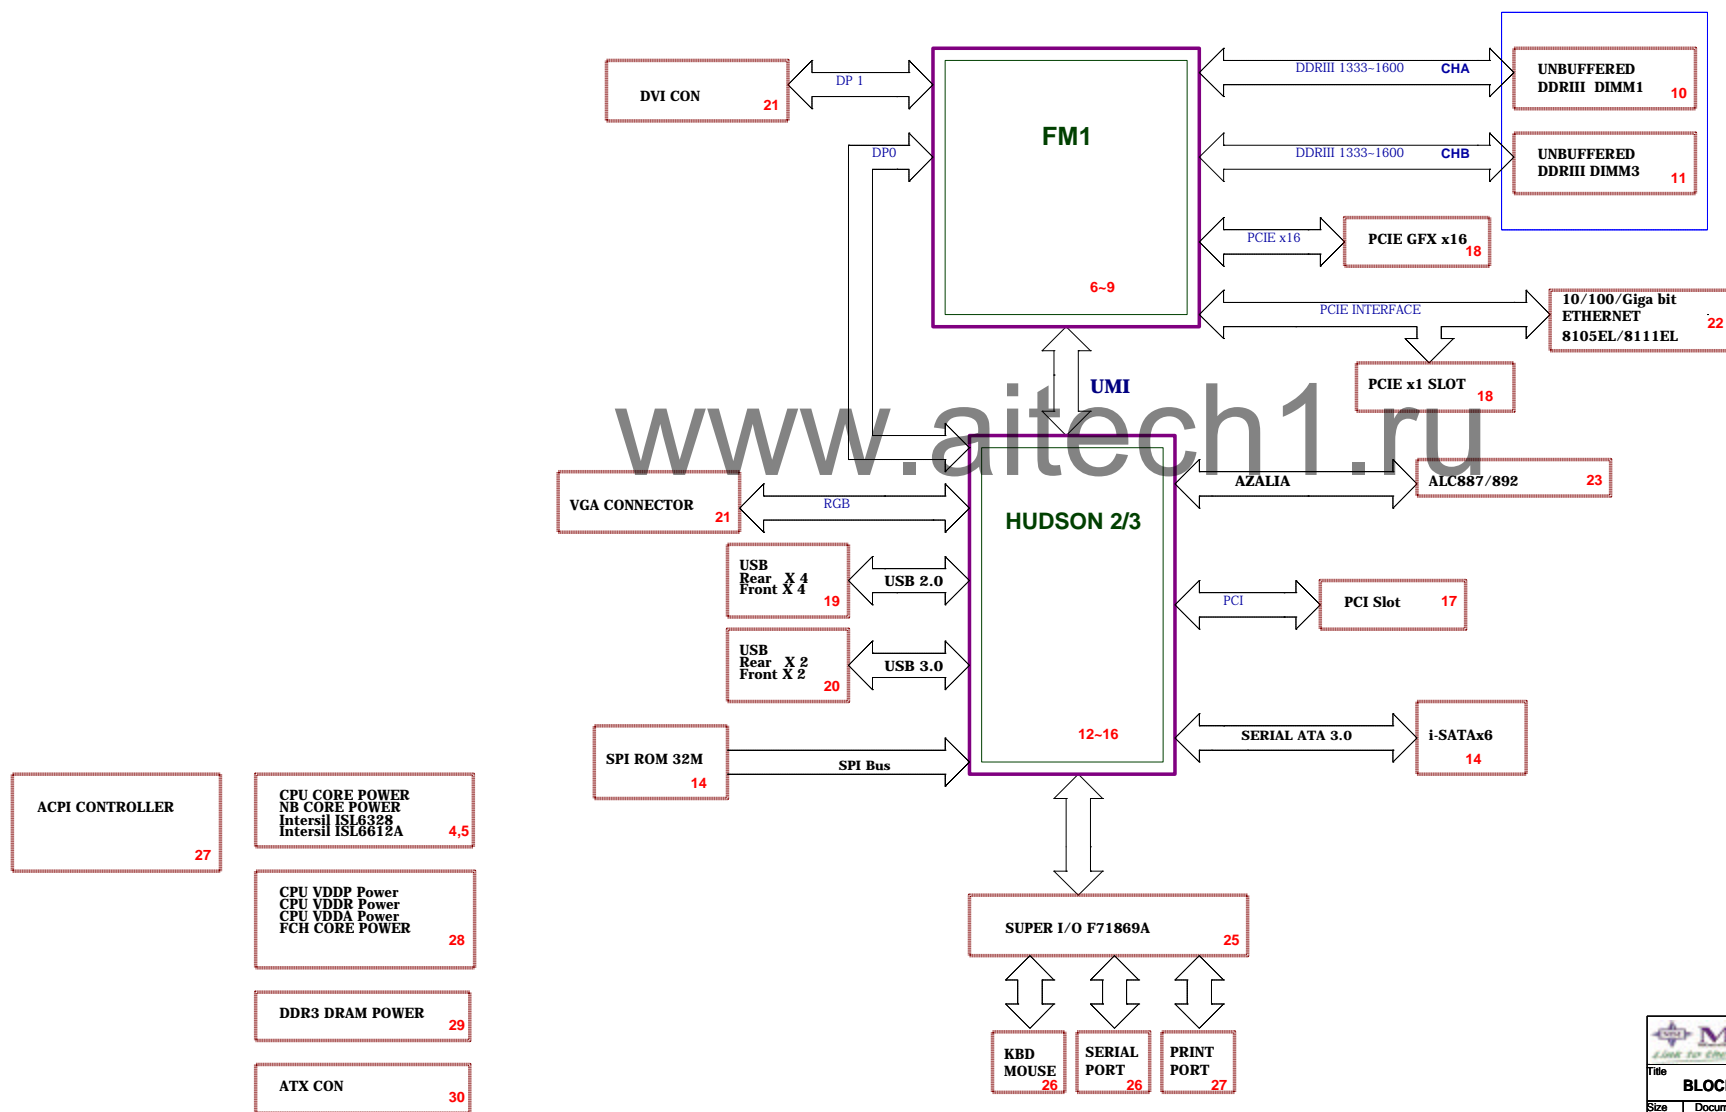 DVI CON
21
DP 1
DP0
FM1
6~9
DDRIII 1333~1600 CHA
UNBUFFERED
DDRIII DIMM1
10
DDRIII 1333~1600 CHB
UNBUFFERED
DDRIII DIMM3
11
PCIE x16
PCIE GFX x16
18
PCIE INTERFACE
10/100/Giga bit
ETHERNET
8105EL/8111EL
22
PCIE x1 SLOT
18
UMI
www.aitech1.ru
VGA CONNECTOR
21
RGB
HUDSON 2/3
12~16
AZALIA
ALC887/892
23
USB
Rear X 4
Front X 4
19
USB 2.0
PCI
PCI Slot
17
USB
Rear X 2
Front X 2
20
USB 3.0
SPI ROM 32M
14
SPI Bus
SERIAL ATA 3.0
i-SATAx6
14
ACPI CONTROLLER
27
CPU CORE POWER
NB CORE POWER
Intersil ISL6328
Intersil ISL6612A
4,5
CPU VDDP Power
CPU VDDR Power
CPU VDDA Power
FCH CORE POWER
28
DDR3 DRAM POWER
29
ATX CON
30
SUPER I/O F71869A
25
KBD
MOUSE
26
SERIAL
PORT
26
PRINT
PORT
27
Link to the
Title
Size